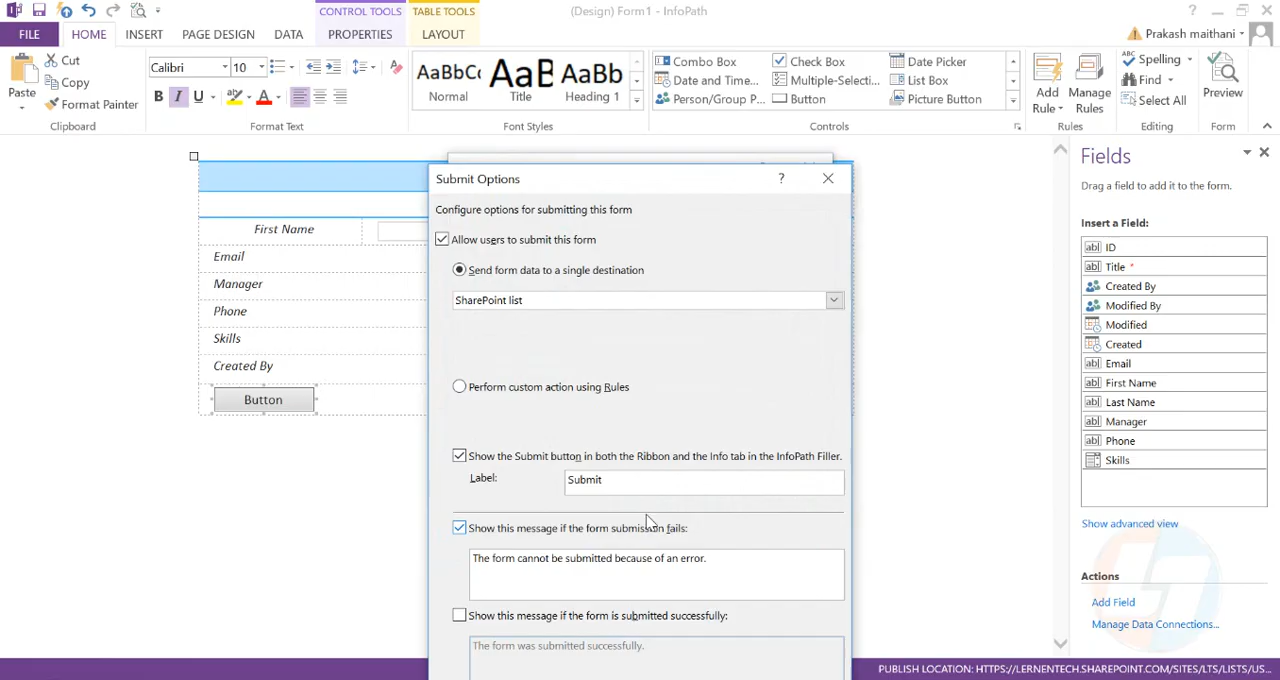 CONTROL TOOLS TABLE TOOLS (Design) Form1 - InfoPath ?
FILE HOME INSERT PAGE DESIGN DATA PROPERTIES LAYOUT Prakash maithani
Paste Cut Copy Format Painter
Clipboard
Calibri 10
B I U
Format Text
AaBbCc AaB AaBb
Normal Title Heading 1
Font Styles
Combo Box Check Box Date Picker
Date and Time... Multiple-Selecti... List Box
Person/Group P... Button Picture Button
Controls
Add Rule Manage Rules
Rules
ABC Spelling
Find
Select All
Editing
Preview
Form
First Name
Email
Manager
Phone
Skills
Created By
Button
Submit Options ?
Configure options for submitting this form
Allow users to submit this form
Send form data to a single destination
SharePoint list
Perform custom action using Rules
Show the Submit button in both the Ribbon and the Info tab in the InfoPath Filler.
Label: Submit
Show this message if the form submission fails:
The form cannot be submitted because of an error.
Show this message if the form is submitted successfully:
The form was submitted successfully.
Fields
Drag a field to add it to the form.
Insert a Field:
ab ID
ab Title *
Created By
Modified By
Modified
Created
ab Email
ab First Name
ab Last Name
ab Manager
ab Phone
Skills
Show advanced view
Actions
Add Field
Manage Data Connections...
PUBLISH LOCATION: HTTPS://LERNENTECH.SHAREPOINT.COM/SITES/LTS/LISTS/US...